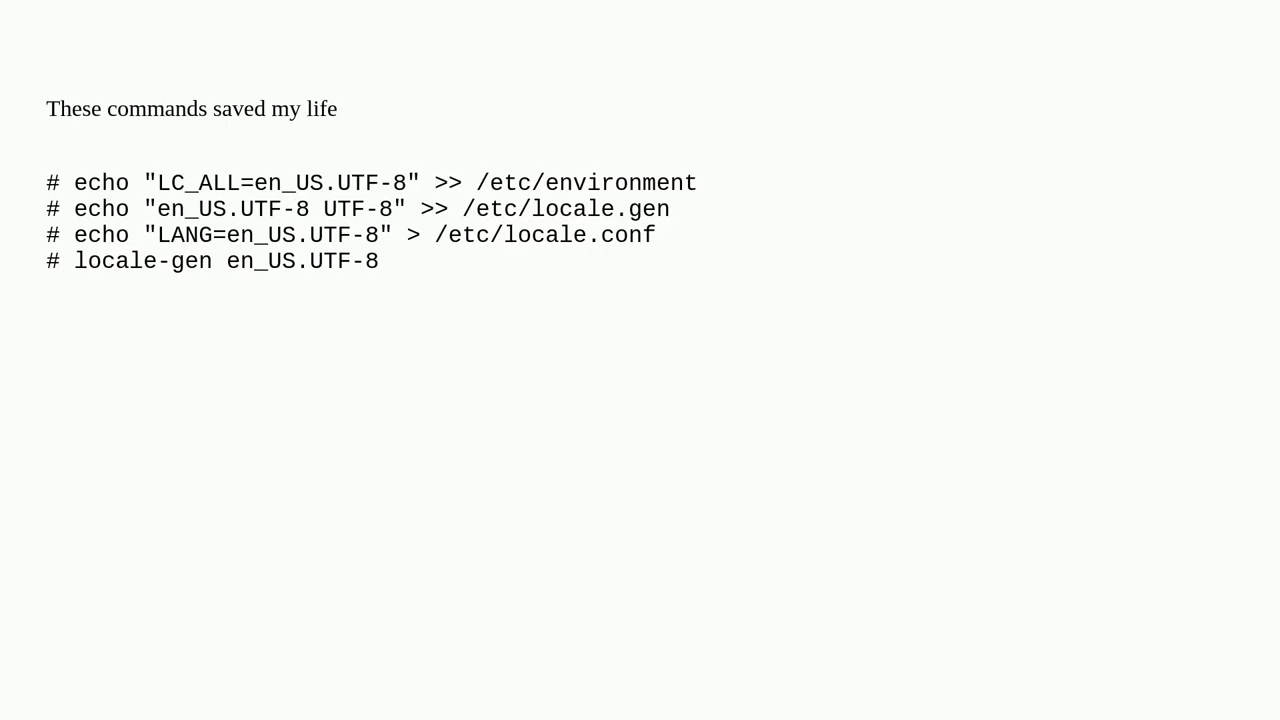 These commands saved my life
# echo "LC_ALL=en_US.UTF-8" >> /etc/environment
# echo "en_US.UTF-8 UTF-8" >> /etc/locale.gen
# echo "LANG=en_US.UTF-8" > /etc/locale.conf
# locale-gen en_US.UTF-8